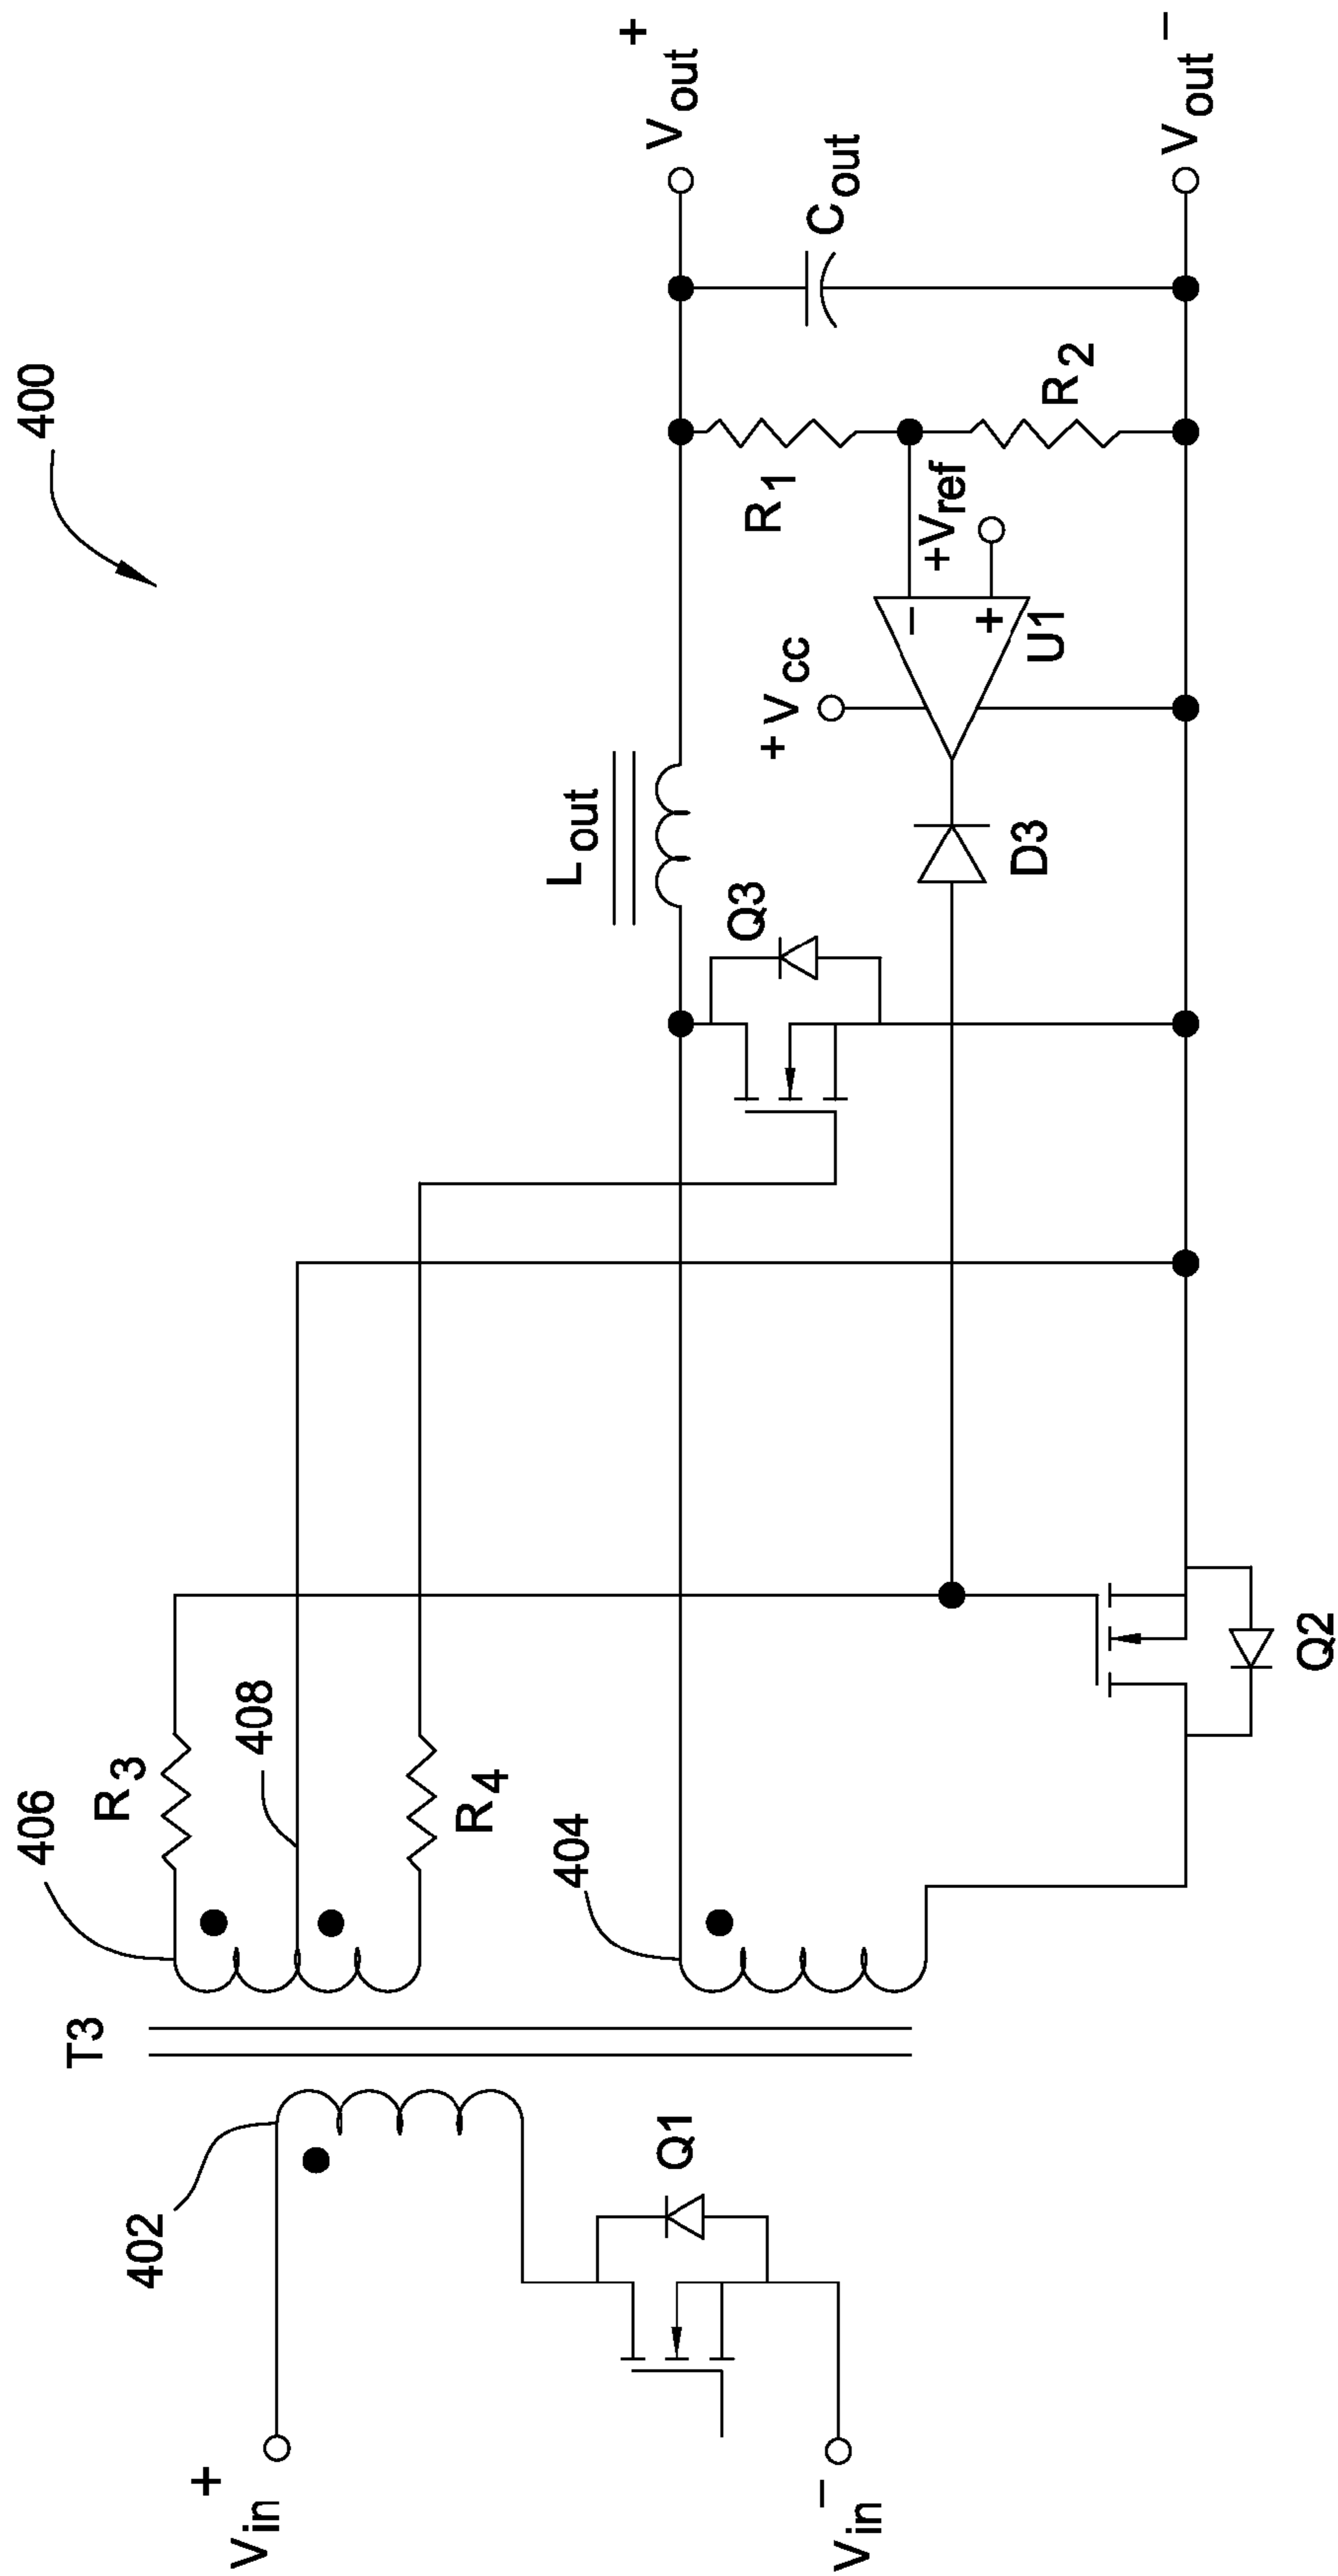 400
T3
406
408
402
404
R3
R4
Lout
Vout +
Vin +
Q1
Q3
R1
Cout
+Vcc
+Vref
−
+
U1
D3
R2
Vin −
Q2
Vout −